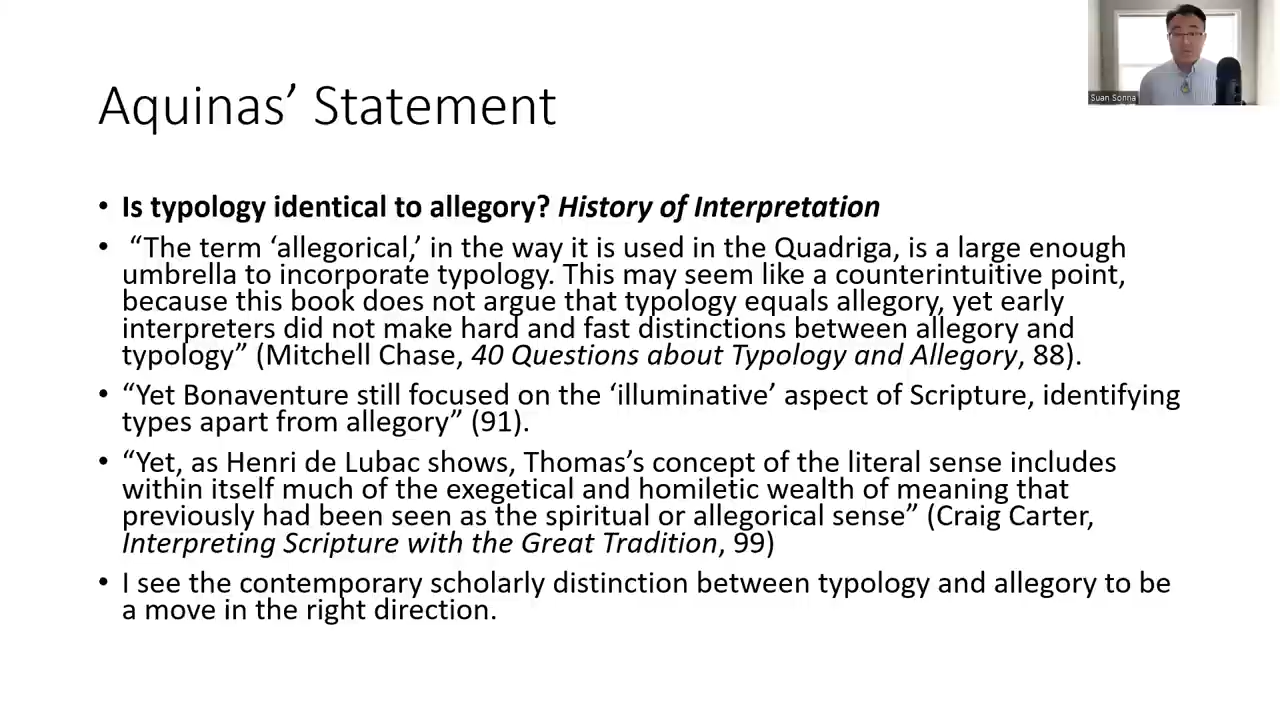 Suan Sonna
Aquinas’ Statement
• Is typology identical to allegory? History of Interpretation
• “The term ‘allegorical,’ in the way it is used in the Quadriga, is a large enough
umbrella to incorporate typology. This may seem like a counterintuitive point,
because this book does not argue that typology equals allegory, yet early
interpreters did not make hard and fast distinctions between allegory and
typology” (Mitchell Chase, 40 Questions about Typology and Allegory, 88).
• “Yet Bonaventure still focused on the ‘illuminative’ aspect of Scripture, identifying
types apart from allegory” (91).
• “Yet, as Henri de Lubac shows, Thomas’s concept of the literal sense includes
within itself much of the exegetical and homiletic wealth of meaning that
previously had been seen as the spiritual or allegorical sense” (Craig Carter,
Interpreting Scripture with the Great Tradition, 99)
• I see the contemporary scholarly distinction between typology and allegory to be
a move in the right direction.